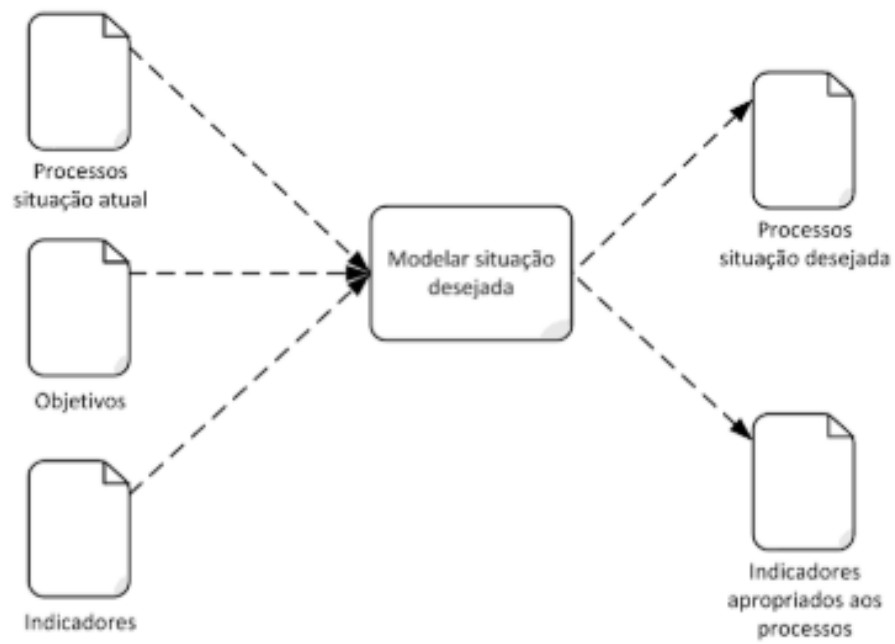 Processos
situação atual
Objetivos
Indicadores
Modelar situação
desejada
Processos
situação desejada
Indicadores
apropriados aos
processos